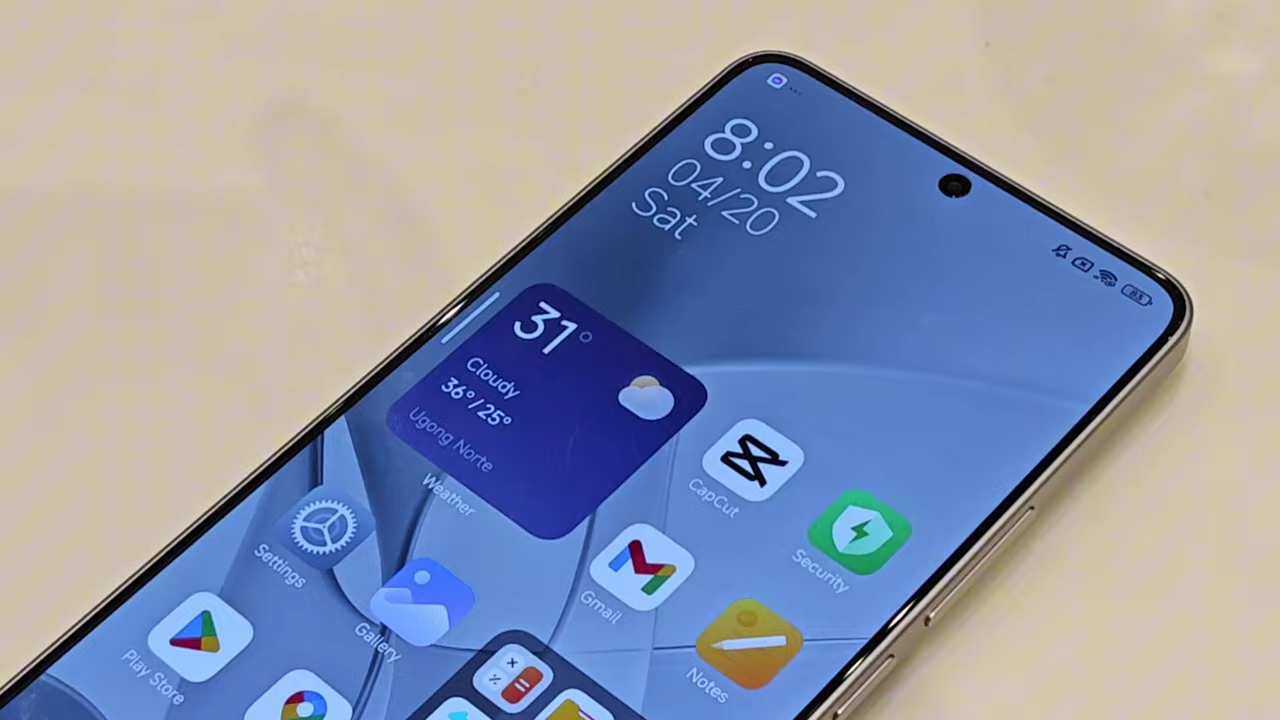 8:02
04/20
Sat
83
31°
Cloudy
36°/25°
Ugong Norte
Weather
CapCut
Security
Settings
Gallery
Gmail
Notes
Play Store